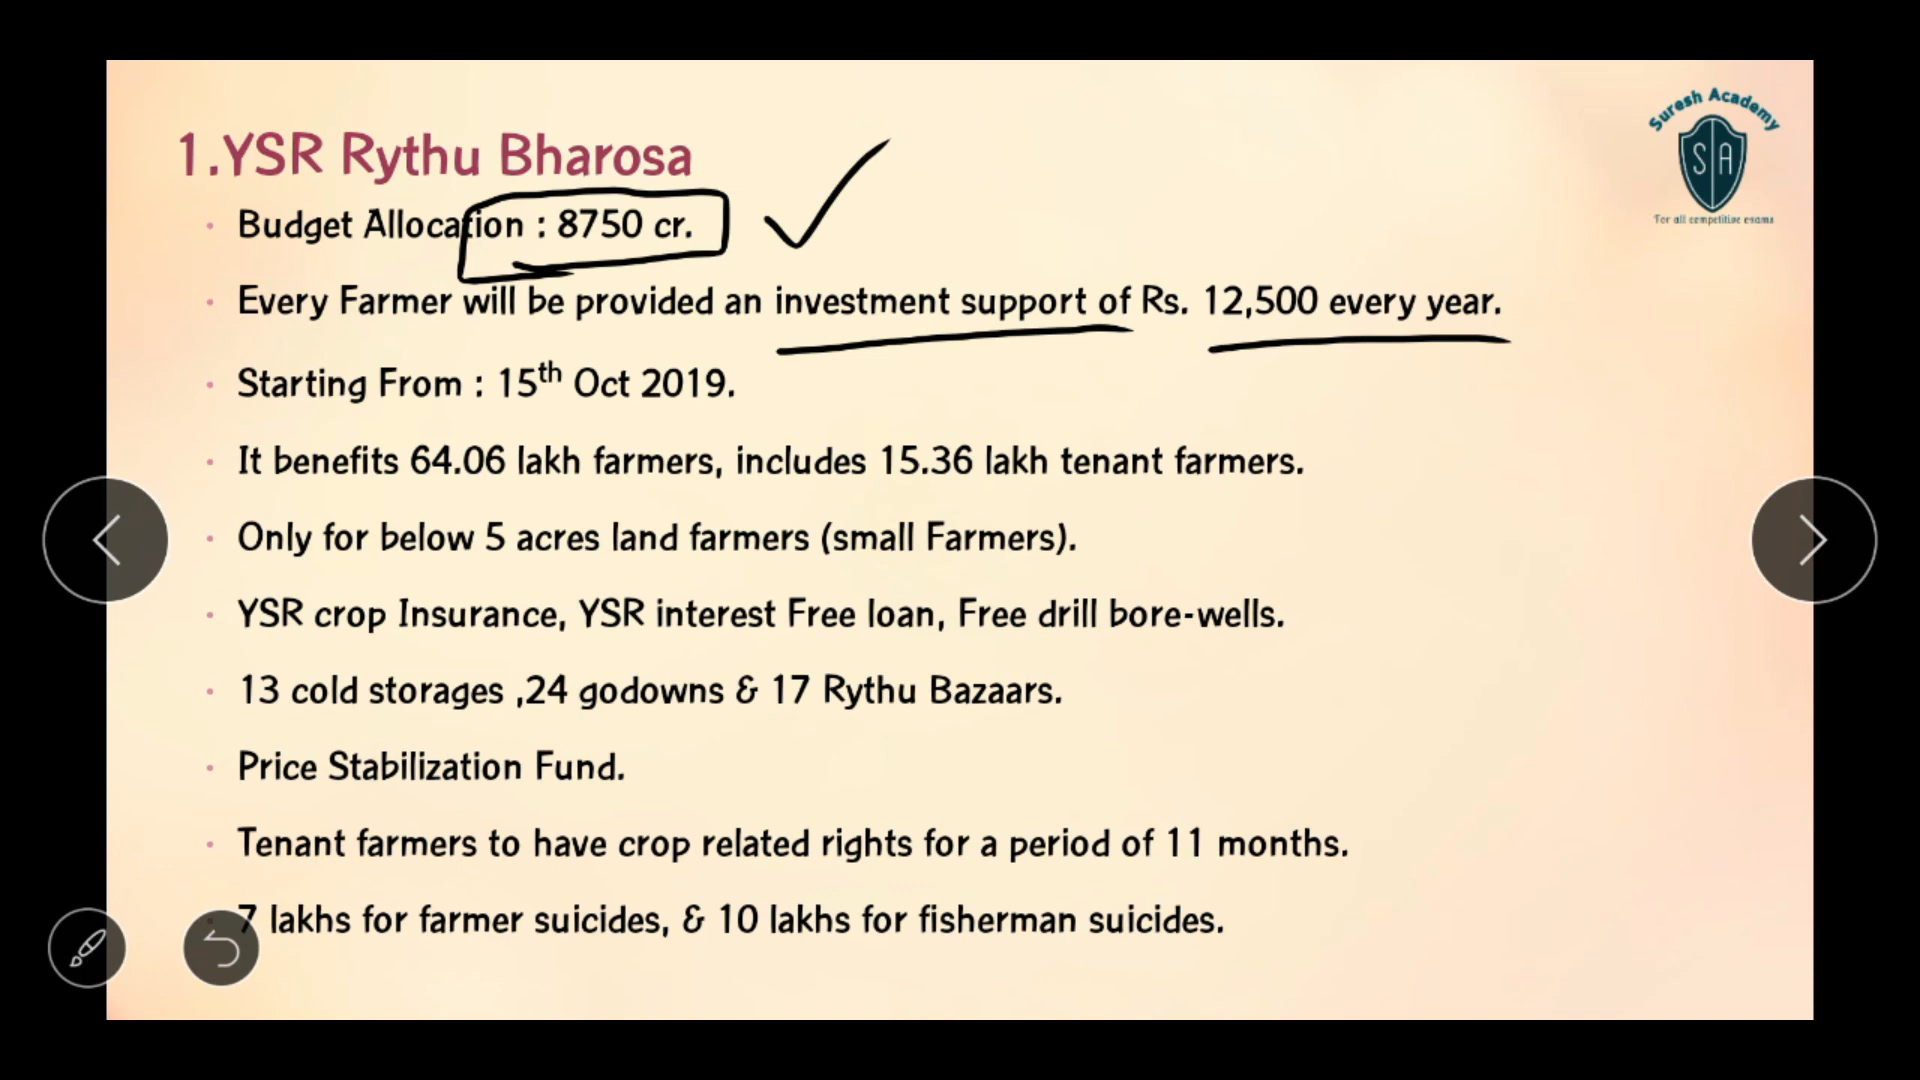 Suresh Academy
S A
For all competitive exams
1.YSR Rythu Bharosa
• Budget Allocation : 8750 cr.
• Every Farmer will be provided an investment support of Rs. 12,500 every year.
• Starting From : 15th Oct 2019.
• It benefits 64.06 lakh farmers, includes 15.36 lakh tenant farmers.
• Only for below 5 acres land farmers (small Farmers).
• YSR crop Insurance, YSR interest Free loan, Free drill bore-wells.
• 13 cold storages ,24 godowns & 17 Rythu Bazaars.
• Price Stabilization Fund.
• Tenant farmers to have crop related rights for a period of 11 months.
• 7 lakhs for farmer suicides, & 10 lakhs for fisherman suicides.